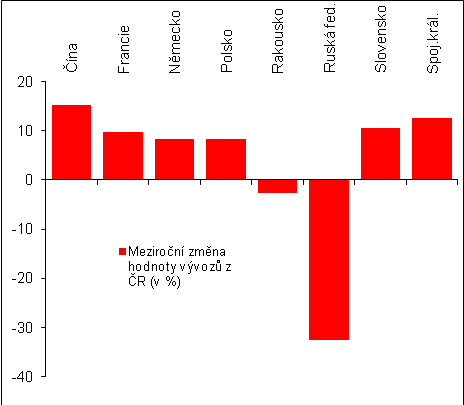 Čína
Francie
Německo
Polsko
Rakousko
Ruská fed.
Slovensko
Spoj.král.
20
10
0
-10
-20
-30
-40
Meziroční změna
hodnoty vývozů z
ČR (v %)